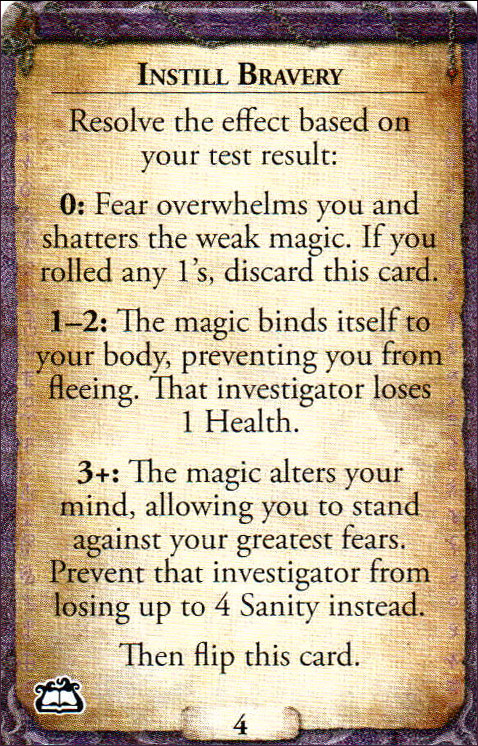 INSTILL BRAVERY
Resolve the effect based on
your test result:
0: Fear overwhelms you and
shatters the weak magic. If you
rolled any 1's, discard this card.
1–2: The magic binds itself to
your body, preventing you from
fleeing. That investigator loses
1 Health.
3+: The magic alters your
mind, allowing you to stand
against your greatest fears.
Prevent that investigator from
losing up to 4 Sanity instead.
Then flip this card.
4